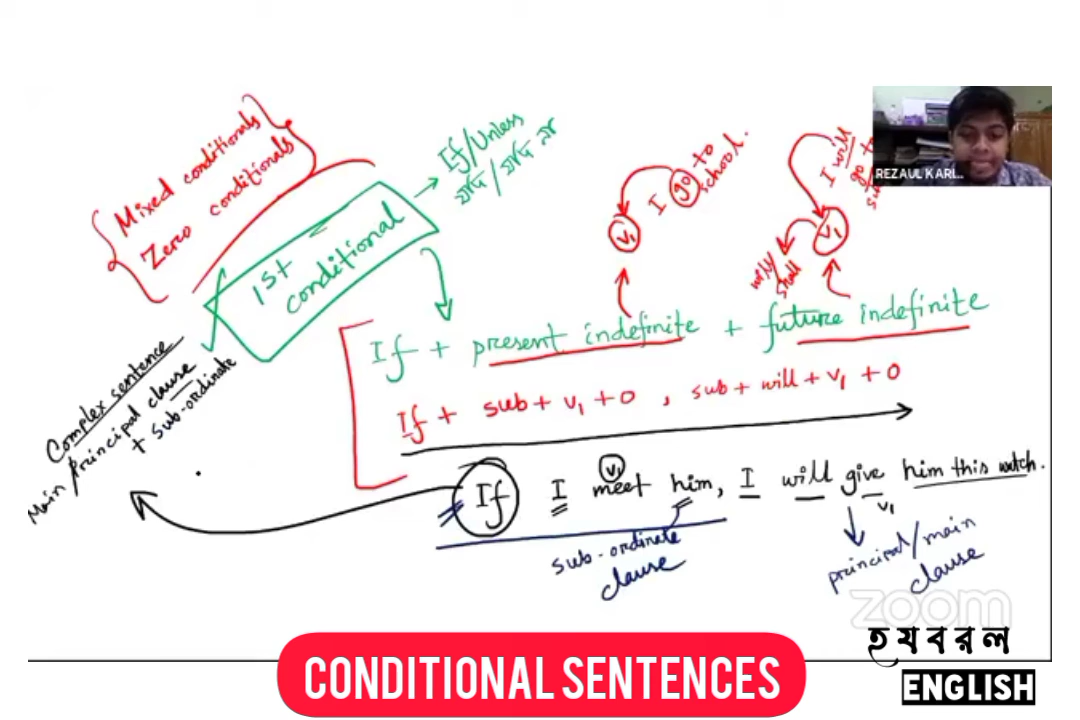 Mixed conditionals
Zero conditionals
1st conditional
If/Unless
যদি / যদি না
I go to school.
V1
I will go to
V1
will/
shall
If + present indefinite + future indefinite
If + sub + V1 + O , sub + will + V1 + O
V1
If I meet him, I will give him this watch.
V1
sub-ordinate
clause
principal/main
clause
Complex sentence
Main/principal clause
+ sub-ordinate
REZAUL KARI...
zoom
হযবরল
ENGLISH
CONDITIONAL SENTENCES